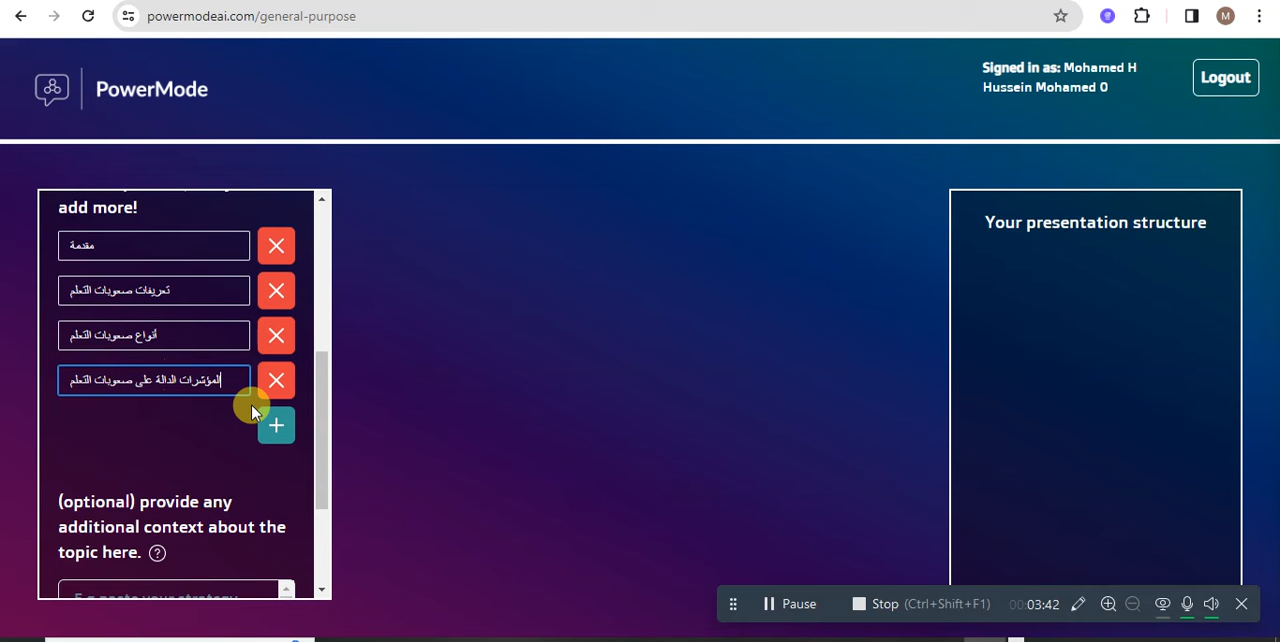 powermodeai.com/general-purpose
M
PowerMode
Signed in as: Mohamed H
Hussein Mohamed O
Logout
add more!
مقدمة
تعريفات صعوبات التعلم
أنواع صعوبات التعلم
المؤشرات الدالة على صعوبات التعلم
(optional) provide any
additional context about the
topic here.
Your presentation structure
Pause
Stop (Ctrl+Shift+F1)
00:03:42